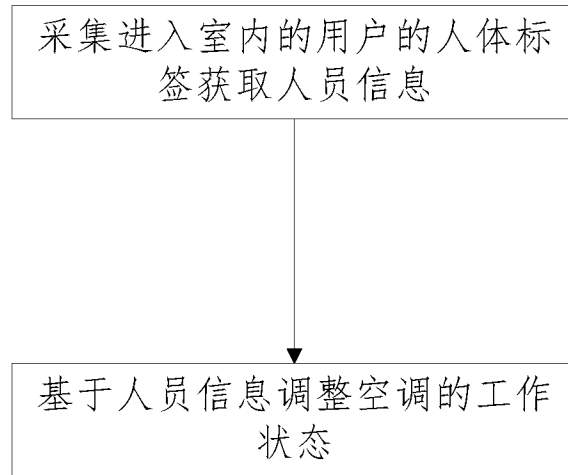 采集进入室内的用户的人体标
签获取人员信息
基于人员信息调整空调的工作
状态